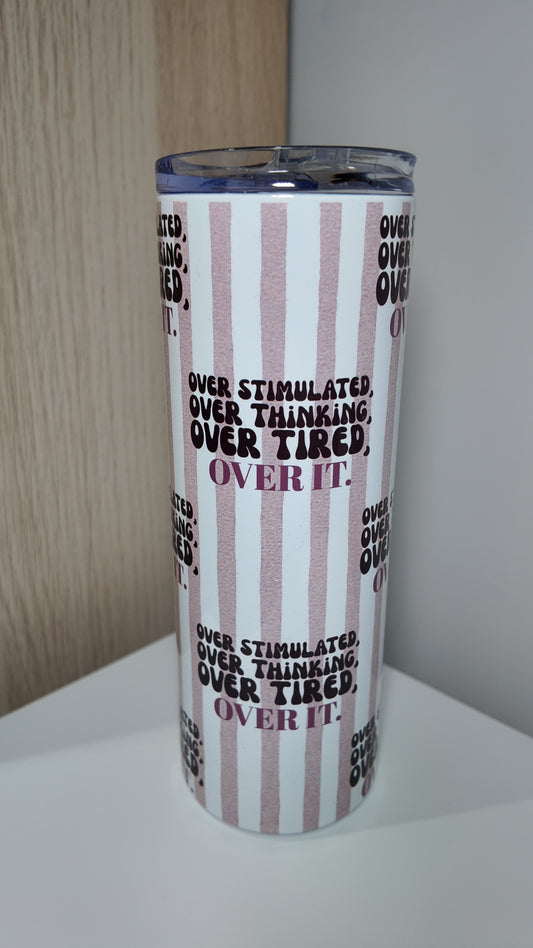 OVER STIMULATED,
OVER THINKING,
OVER TIRED,
OVER IT.
OVER STIMULATED,
OVER THINKING,
OVER TIRED,
OVER IT.